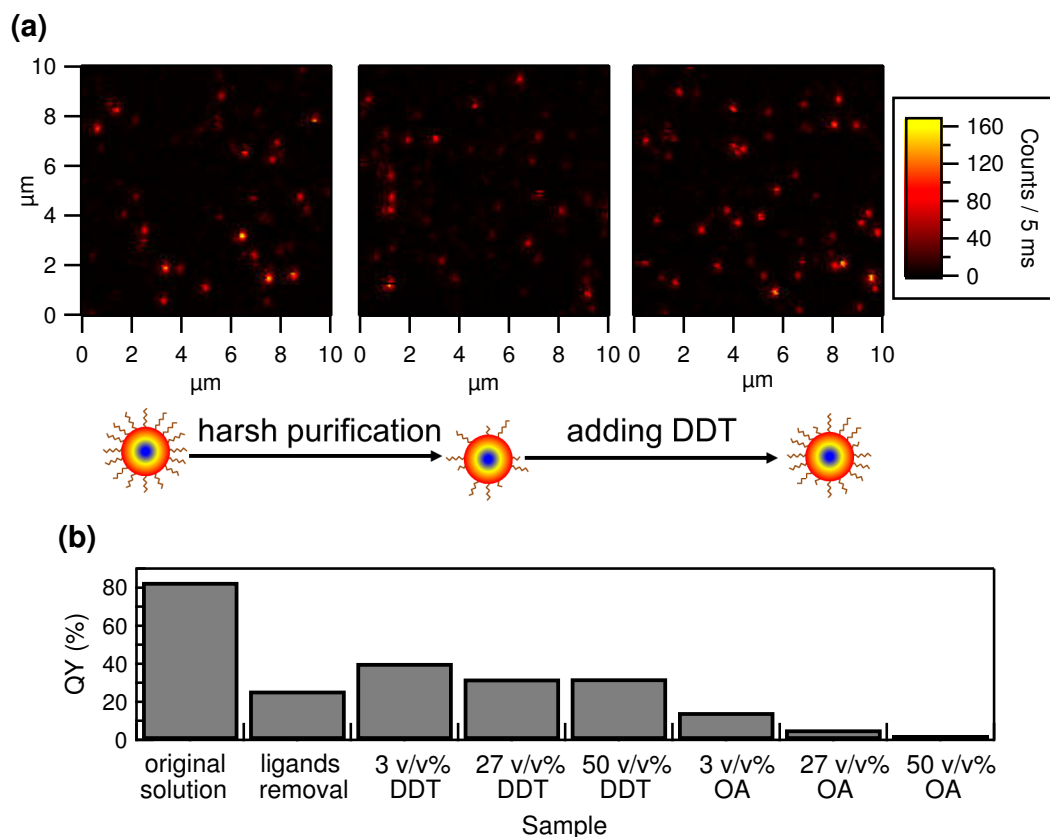 (a)
10
8
6
4
2
0
µm
0 2 4 6 8 10
µm
0 2 4 6 8 10
µm
0 2 4 6 8 10
µm
160
120
80
40
0
Counts / 5 ms
harsh purification
adding DDT
(b)
80
60
40
20
0
QY (%)
original solution
ligands removal
3 v/v% DDT
27 v/v% DDT
50 v/v% DDT
3 v/v% OA
27 v/v% OA
50 v/v% OA
Sample